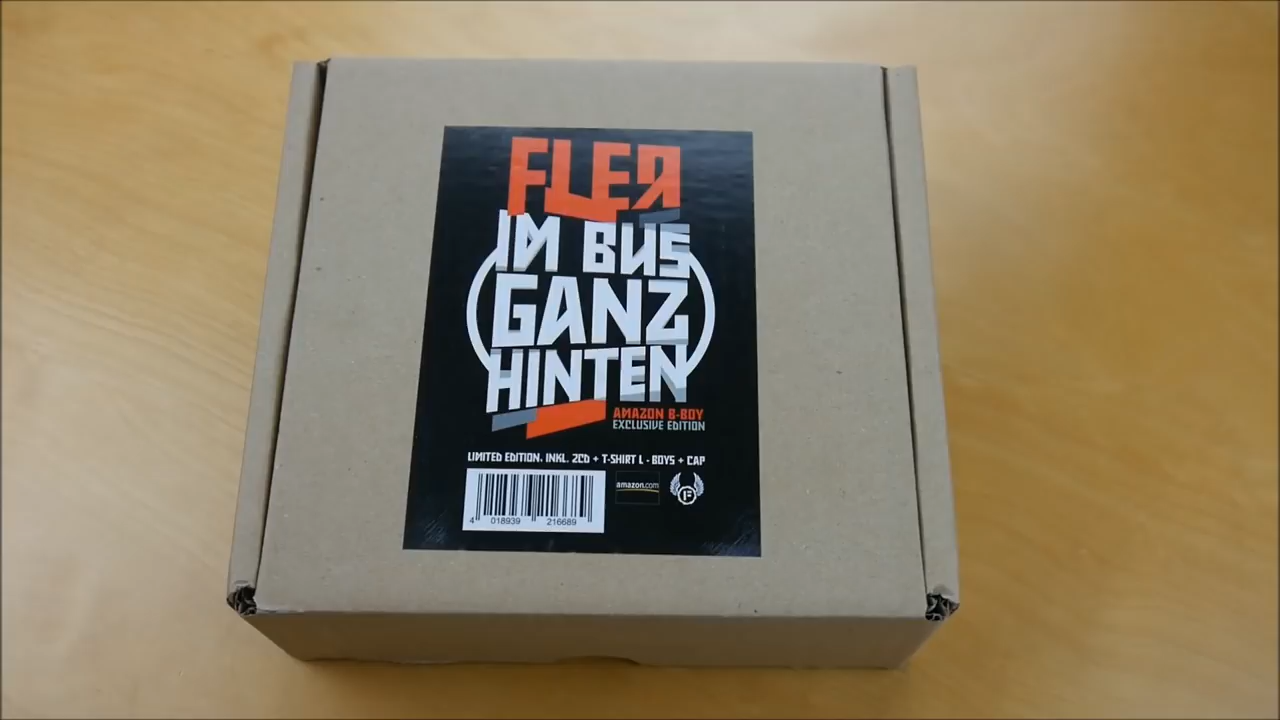 FLER
IM BUS
GANZ
HINTEN
AMAZON B-BOY
EXCLUSIVE EDITION
LIMITED EDITION. INKL. 2CD + T-SHIRT L - BOYS + CAP
amazon.com
F
4 018939 216689